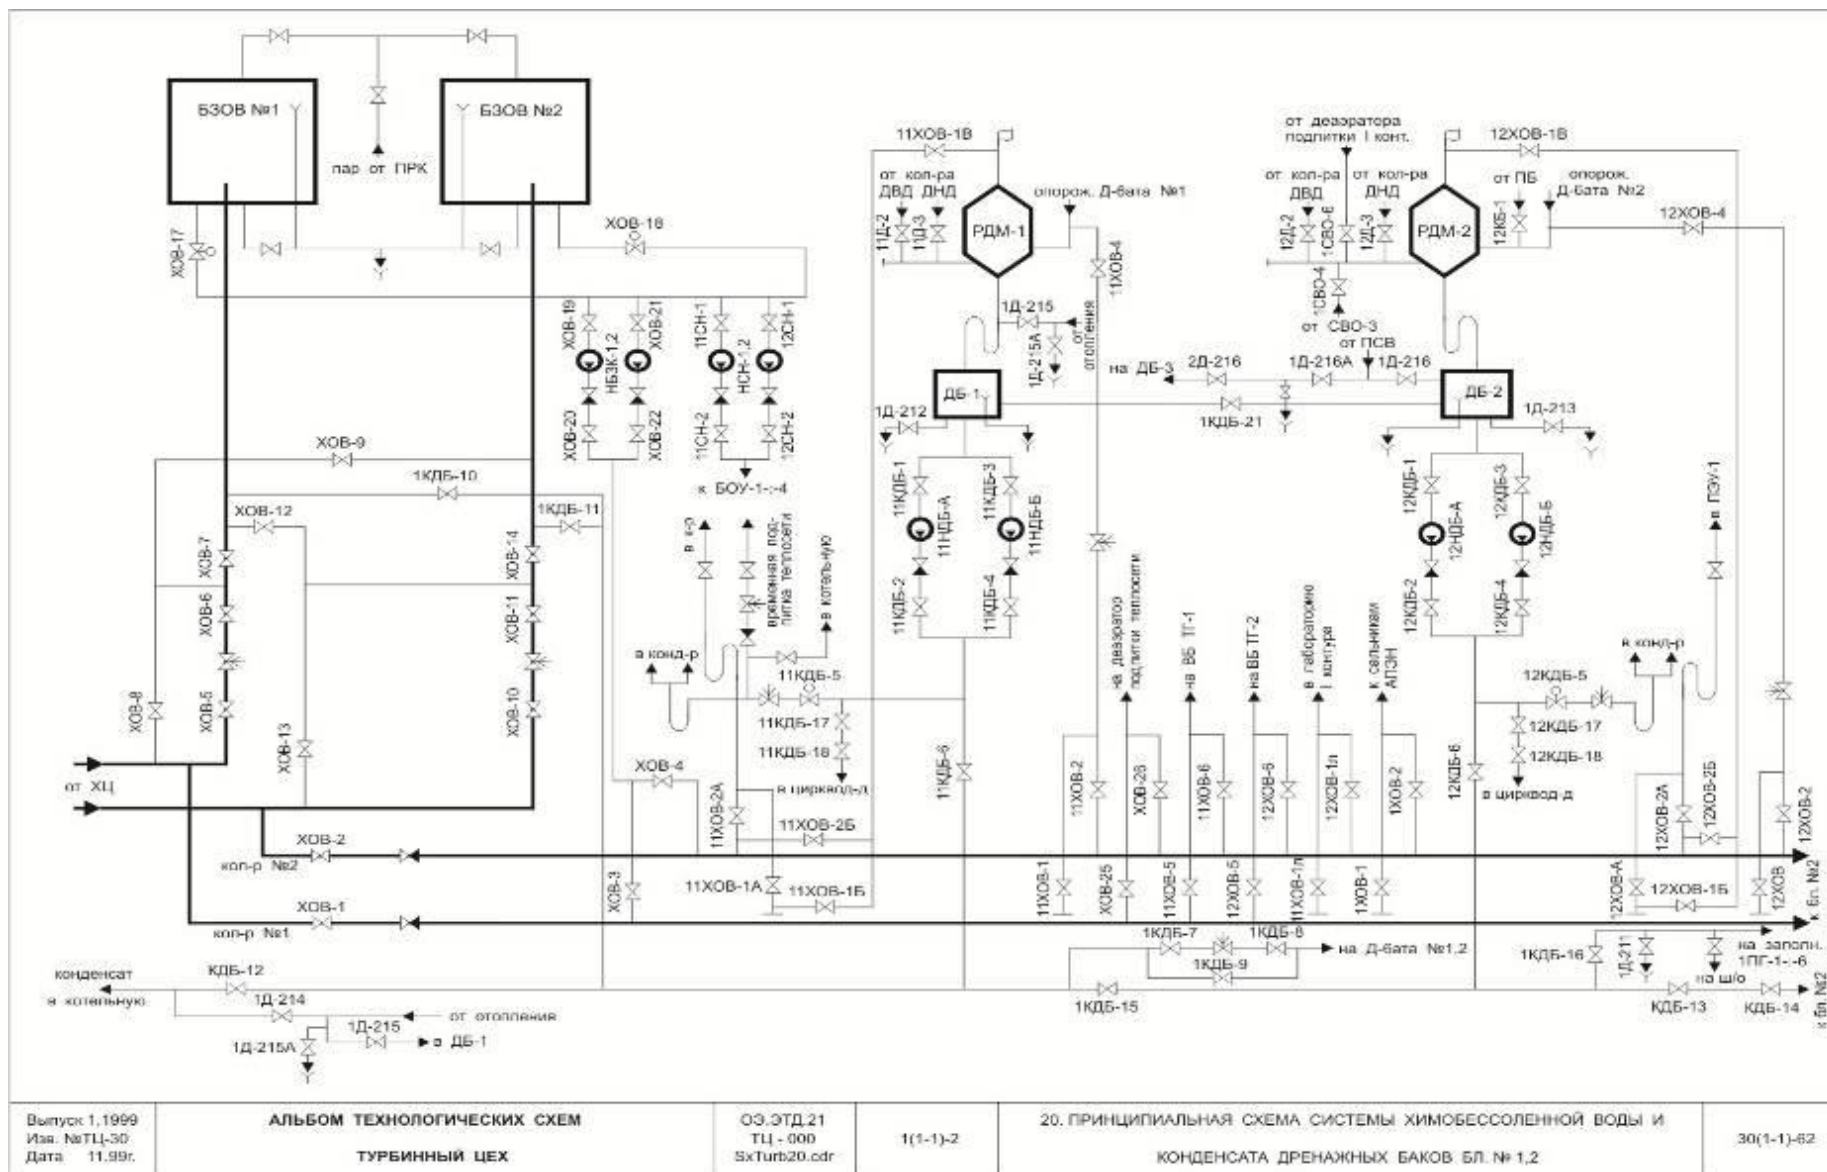 БЗОВ №1
БЗОВ №2
пар от ПРК
ХОВ-17
ХОВ-18
11ХОВ-1В
от кол-ра
ДВД ДНД
опорож. Д-бата №1
11Д-2
11Д-3
РДМ-1
11ХОВ-4
от деаэратора
подпитки I конт.
12ХОВ-1В
от кол-ра
ДВД
от кол-ра
ДНД
от ПБ
опорож.
Д-бата №2
12Д-2
1СВО-6
12Д-3
РДМ-2
12КБ-1
12ХОВ-4
1СВО-4
от СВО-3
от ПСВ
ХОВ-19
ХОВ-21
11СН-1
12СН-1
НБЗК-1,2
НСН-1,2
ХОВ-20
ХОВ-22
11СН-2
12СН-2
к БОУ-1-:-4
1Д-215
1Д-215А
от
отопления
на ДБ-3
2Д-216
1Д-216А
1Д-216
ДБ-1
ДБ-2
1Д-212
1КДБ-21
1Д-213
ХОВ-9
1КДБ-10
ХОВ-12
1КДБ-11
ХОВ-7
ХОВ-14
ХОВ-6
ХОВ-11
ХОВ-8
ХОВ-5
ХОВ-13
ХОВ-10
от ХЦ
11КДБ-1
11КДБ-3
11НДБ-А
11НДБ-Б
11КДБ-2
11КДБ-4
12КДБ-1
12КДБ-3
12НДБ-А
12НДБ-Б
12КДБ-2
12КДБ-4
в ПЭУ-1
в к-р
временная под-
питка теплосети
в котельную
в конд-р
11КДБ-5
11КДБ-17
11КДБ-18
в цирквод-д
11КДБ-6
на деаэратор
подпитки теплосети
на ВБ ТГ-1
на ВБ ТГ-2
в лабораторию
I контура
к сальникам
АПЭН
в конд-р
12КДБ-5
12КДБ-17
12КДБ-18
в цирквод-д
12КДБ-6
ХОВ-4
11ХОВ-2А
11ХОВ-2Б
11ХОВ-2
ХОВ-26
11ХОВ-6
12ХОВ-6
12ХОВ-1л
1ХОВ-2
12ХОВ-2А
12ХОВ-2Б
12ХОВ-2
ХОВ-2
кол-р №2
ХОВ-3
11ХОВ-1А
11ХОВ-1Б
11ХОВ-1
ХОВ-25
11ХОВ-5
12ХОВ-5
11ХОВ-1л
1ХОВ-1
12ХОВ-А
12ХОВ-1Б
12ХОВ
к бл. №2
ХОВ-1
кол-р №1
1КДБ-7
1КДБ-8
1КДБ-9
на Д-бата №1,2
1КДБ-16
1Д-211
на заполн.
1ПГ-1-:-6
на ш/о
конденсат
в котельную
КДБ-12
1Д-214
от отопления
1Д-215
в ДБ-1
1Д-215А
1КДБ-15
КДБ-13
КДБ-14
к бл. №2
Выпуск 1,1999
Изв. №ТЦ-30
Дата 11.99г.
АЛЬБОМ ТЕХНОЛОГИЧЕСКИХ СХЕМ
ТУРБИННЫЙ ЦЕХ
ОЭ.ЭТД.21
ТЦ - 000
SxTurb20.cdr
1(1-1)-2
20. ПРИНЦИПИАЛЬНАЯ СХЕМА СИСТЕМЫ ХИМОБЕССОЛЕННОЙ ВОДЫ И
КОНДЕНСАТА ДРЕНАЖНЫХ БАКОВ БЛ. № 1,2
30(1-1)-62